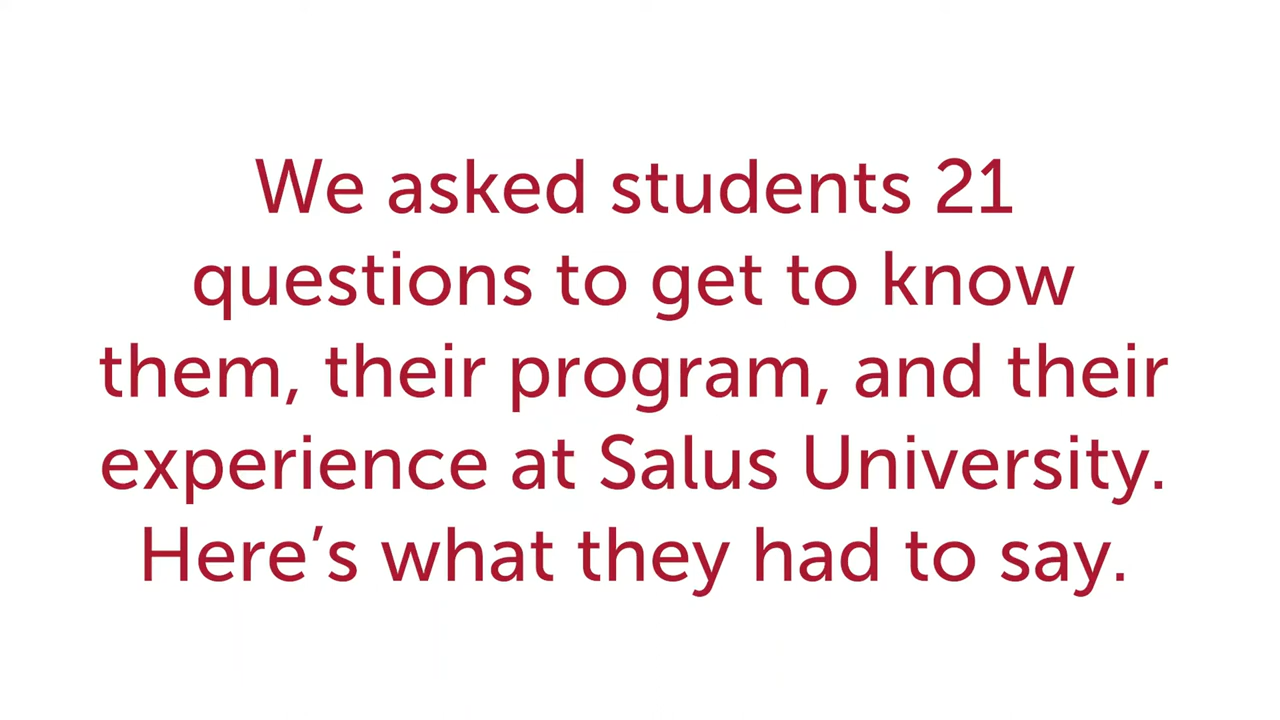 We asked students 21
questions to get to know
them, their program, and their
experience at Salus University.
Here’s what they had to say.